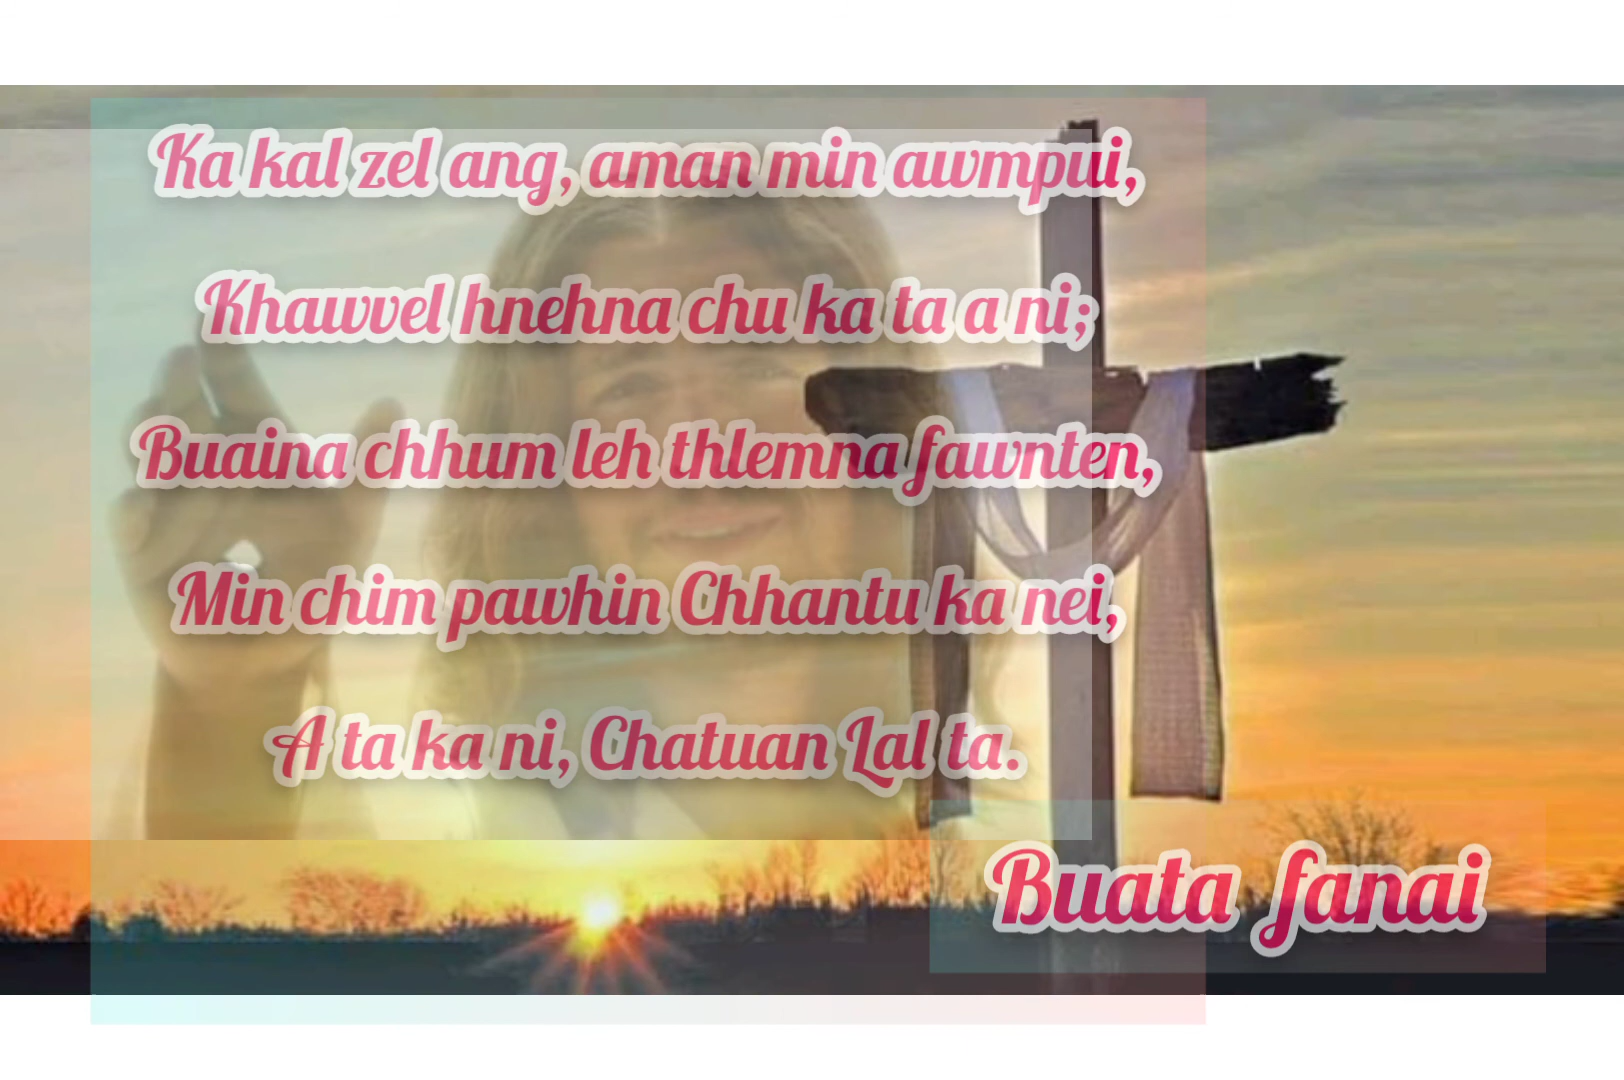 Ka kal zel ang, aman min awmpui,
Khawvel hnehna chu ka ta a ni;
Buaina chhum leh thlemna fawnten,
Min chim pawhin Chhantu ka nei,
A ta ka ni, Chatuan Lal ta.
Buata fanai